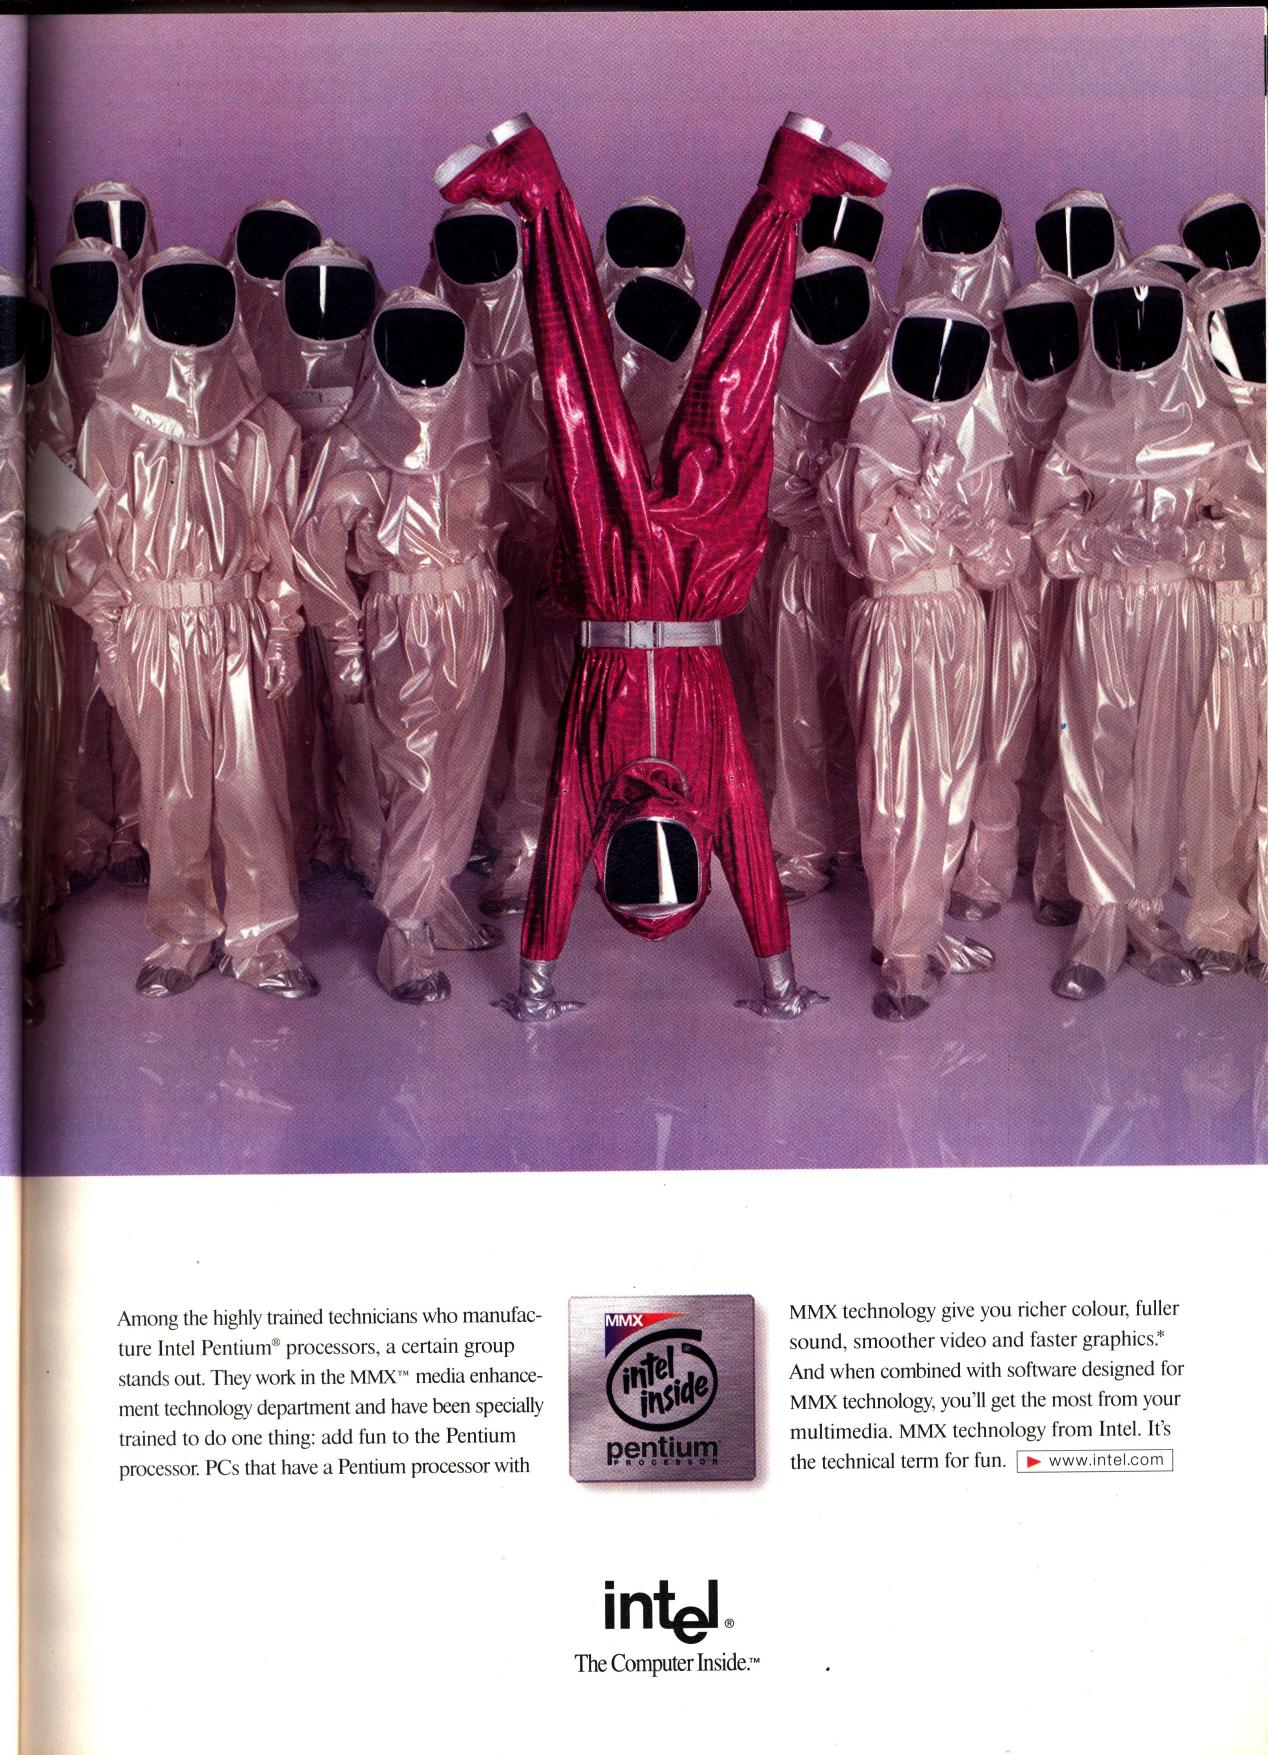 Among the highly trained technicians who manufac-
ture Intel Pentium® processors, a certain group
stands out. They work in the MMX™ media enhance-
ment technology department and have been specially
trained to do one thing: add fun to the Pentium
processor. PCs that have a Pentium processor with
MMX
intel®
inside
pentium®
PROCESSOR
MMX technology give you richer colour, fuller
sound, smoother video and faster graphics.*
And when combined with software designed for
MMX technology, you'll get the most from your
multimedia. MMX technology from Intel. It's
the technical term for fun. ▶ www.intel.com
intel®
The Computer Inside.™